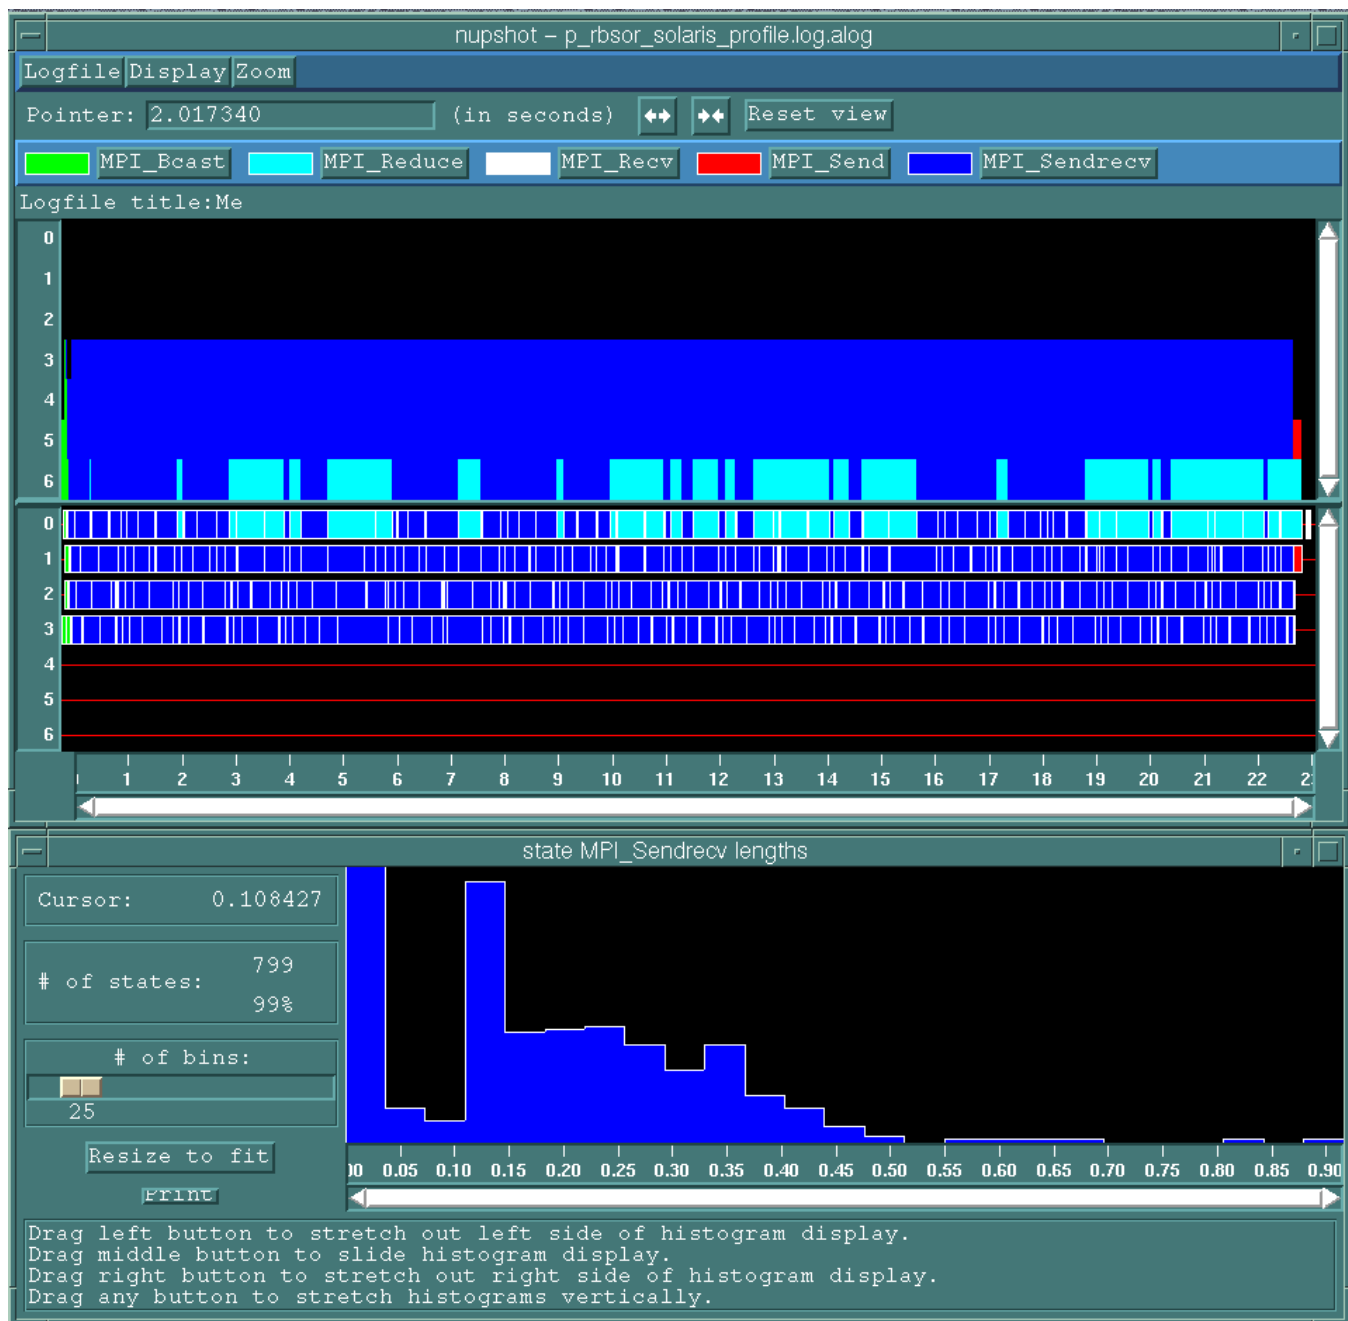 nupshot – p_rbsor_solaris_profile.log.alog
Logfile Display Zoom
Pointer: 2.017340 (in seconds) Reset view
MPI_Bcast MPI_Reduce MPI_Recv MPI_Send MPI_Sendrecv
Logfile title:Me
0
1
2
3
4
5
6
0
1
2
3
4
5
6
1 2 3 4 5 6 7 8 9 10 11 12 13 14 15 16 17 18 19 20 21 22
state MPI_Sendrecv lengths
Cursor: 0.108427
# of states: 799
99%
# of bins:
25
Resize to fit
Print
0.05 0.10 0.15 0.20 0.25 0.30 0.35 0.40 0.45 0.50 0.55 0.60 0.65 0.70 0.75 0.80 0.85 0.90
Drag left button to stretch out left side of histogram display.
Drag middle button to slide histogram display.
Drag right button to stretch out right side of histogram display.
Drag any button to stretch histograms vertically.